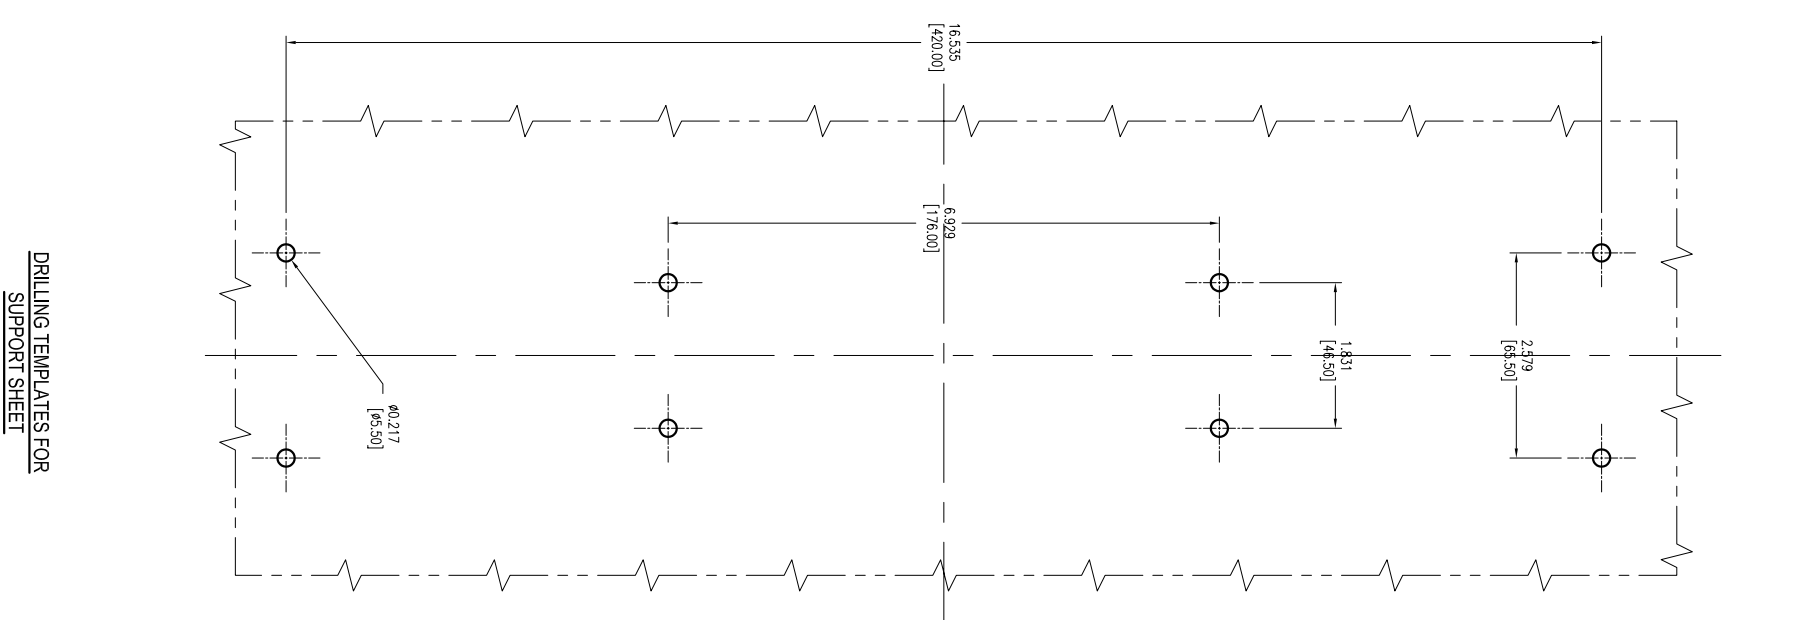 16.535
[420.00]
6.929
[176.00]
1.831
[46.50]
2.579
[65.50]
ø0.217
[ø5.50]
DRILLING TEMPLATES FOR
SUPPORT SHEET